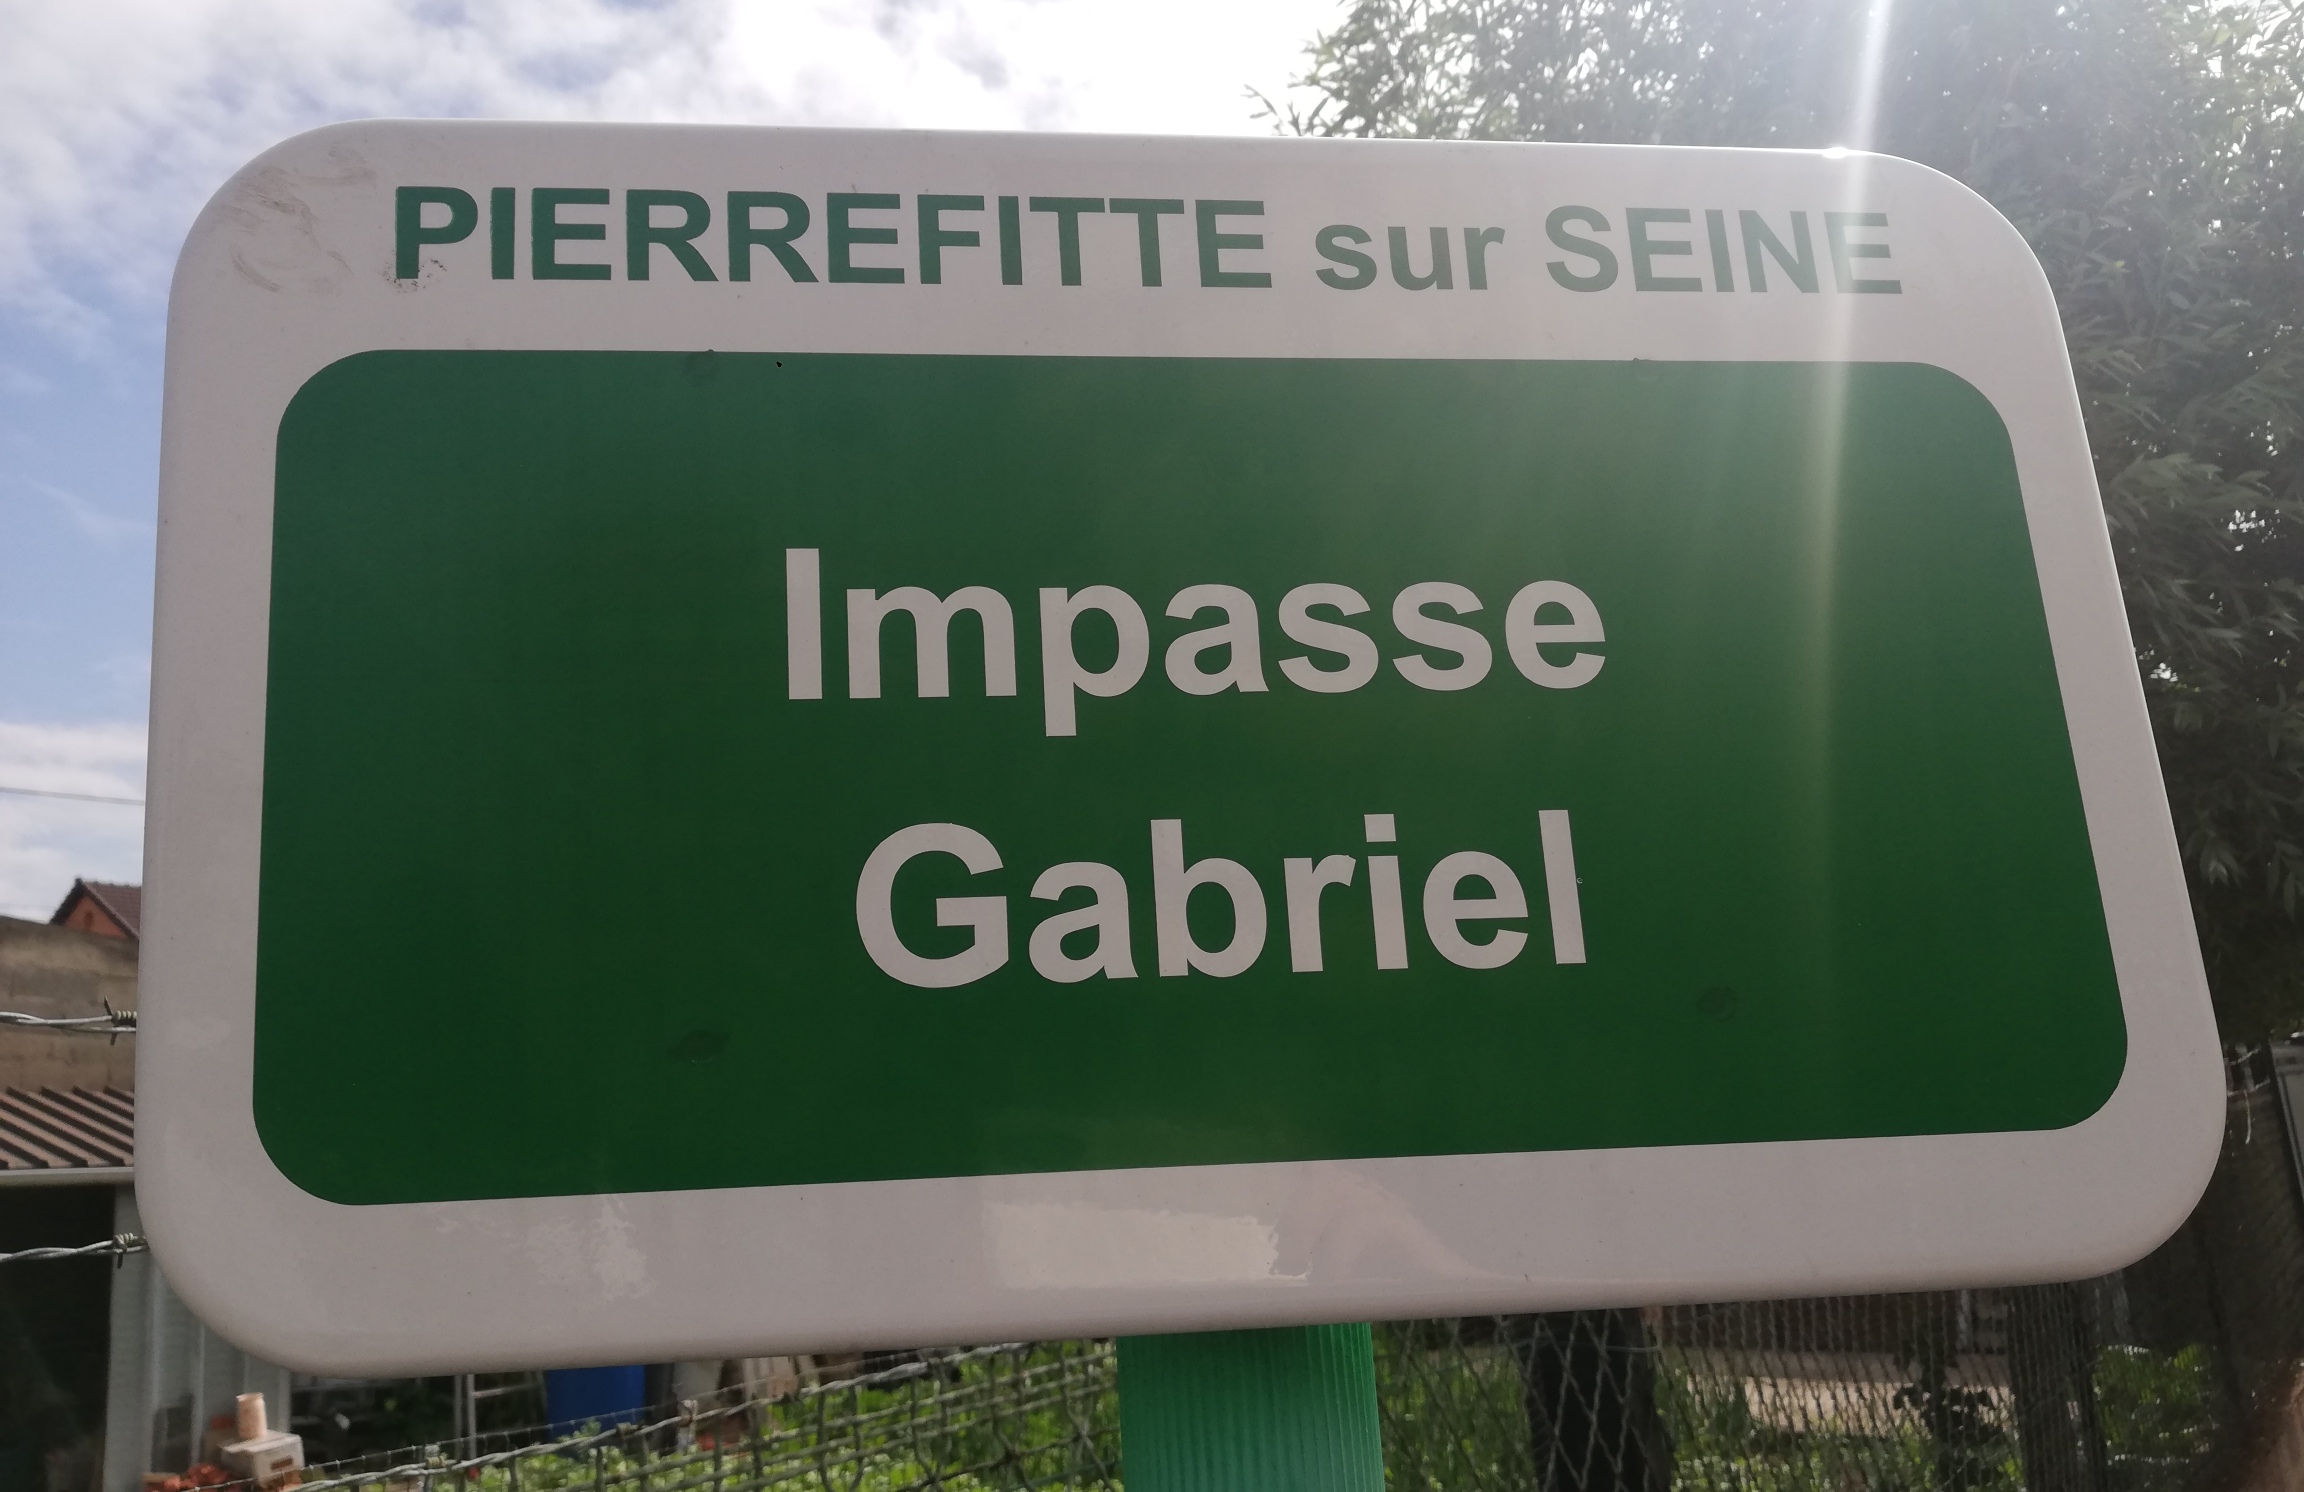 PIERREFITTE sur SEINE
Impasse
Gabriel